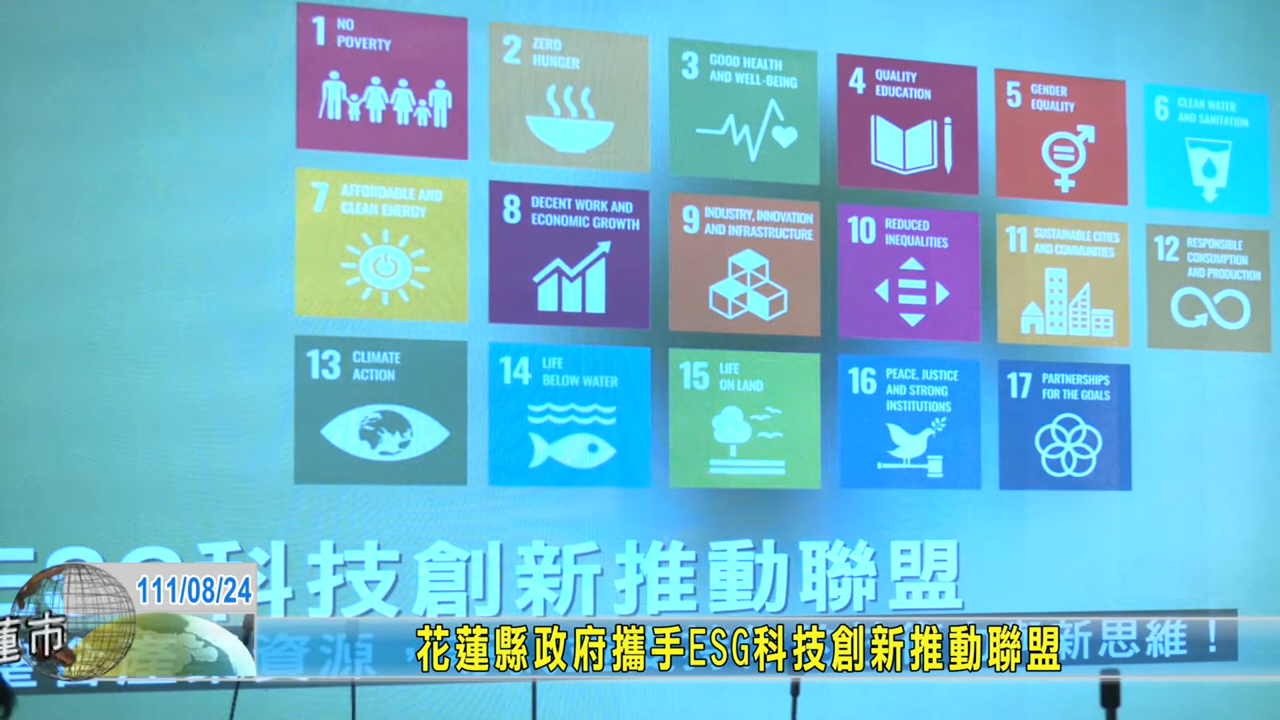 1 NO
POVERTY
2 ZERO
HUNGER
3 GOOD HEALTH
AND WELL-BEING
4 QUALITY
EDUCATION
5 GENDER
EQUALITY
6 CLEAN WATER
AND SANITATION
7 AFFORDABLE AND
CLEAN ENERGY
8 DECENT WORK AND
ECONOMIC GROWTH
9 INDUSTRY, INNOVATION
AND INFRASTRUCTURE
10 REDUCED
INEQUALITIES
11 SUSTAINABLE CITIES
AND COMMUNITIES
12 RESPONSIBLE
CONSUMPTION
AND PRODUCTION
13 CLIMATE
ACTION
14 LIFE
BELOW WATER
15 LIFE
ON LAND
16 PEACE, JUSTICE
AND STRONG
INSTITUTIONS
17 PARTNERSHIPS
FOR THE GOALS
ESG科技創新推動聯盟
111/08/24
蓮市
資源
新思維!
花蓮縣政府攜手ESG科技創新推動聯盟